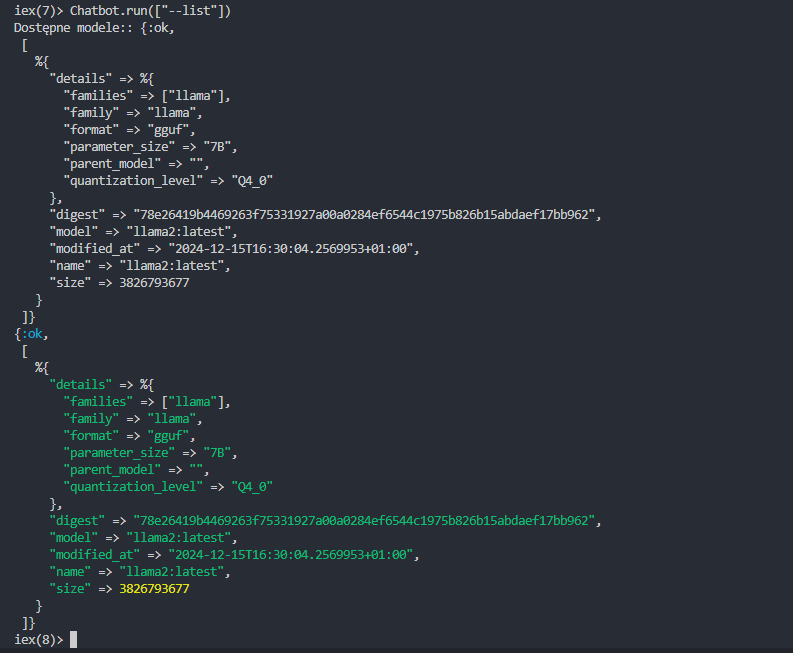 iex(7)> Chatbot.run(["--list"])
Dostępne modele:: {:ok,
 [
   %{
     "details" => %{
       "families" => ["llama"],
       "family" => "llama",
       "format" => "gguf",
       "parameter_size" => "7B",
       "parent_model" => "",
       "quantization_level" => "Q4_0"
     },
     "digest" => "78e26419b4469263f75331927a00a0284ef6544c1975b826b15abdaef17bb962",
     "model" => "llama2:latest",
     "modified_at" => "2024-12-15T16:30:04.2569953+01:00",
     "name" => "llama2:latest",
     "size" => 3826793677
   }
 ]}
{:ok,
 [
   %{
     "details" => %{
       "families" => ["llama"],
       "family" => "llama",
       "format" => "gguf",
       "parameter_size" => "7B",
       "parent_model" => "",
       "quantization_level" => "Q4_0"
     },
     "digest" => "78e26419b4469263f75331927a00a0284ef6544c1975b826b15abdaef17bb962",
     "model" => "llama2:latest",
     "modified_at" => "2024-12-15T16:30:04.2569953+01:00",
     "name" => "llama2:latest",
     "size" => 3826793677
   }
 ]}
iex(8)>